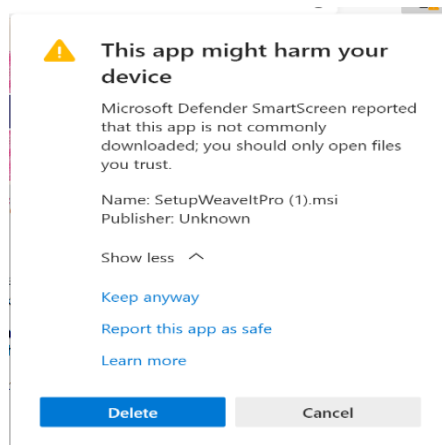 This app might harm your
device
Microsoft Defender SmartScreen reported
that this app is not commonly
downloaded; you should only open files
you trust.
Name: SetupWeaveItPro (1).msi
Publisher: Unknown
Show less
Keep anyway
Report this app as safe
Learn more
Delete
Cancel